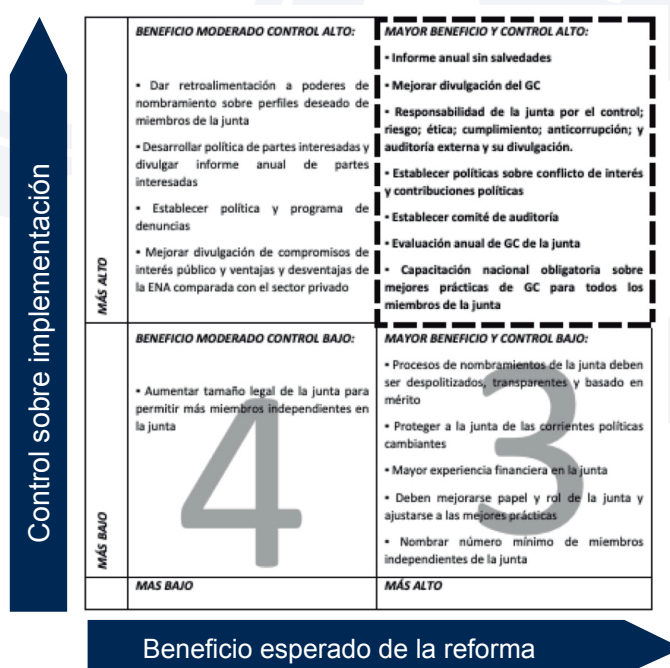 Control sobre implementación
MÁS ALTO
BENEFICIO MODERADO CONTROL ALTO:
▪ Dar retroalimentación a poderes de
nombramiento sobre perfiles deseado de
miembros de la junta
▪ Desarrollar política de partes interesadas y
divulgar informe anual de partes
interesadas
▪ Establecer política y programa de
denuncias
▪ Mejorar divulgación de compromisos de
interés público y ventajas y desventajas de
la ENA comparada con el sector privado
MAYOR BENEFICIO Y CONTROL ALTO:
▪ Informe anual sin salvedades
▪ Mejorar divulgación del GC
▪ Responsabilidad de la junta por el control;
riesgo; ética; cumplimiento; anticorrupción; y
auditoría externa y su divulgación.
▪ Establecer políticas sobre conflicto de interés
y contribuciones políticas
▪ Establecer comité de auditoría
▪ Evaluación anual de GC de la junta
▪ Capacitación nacional obligatoria sobre
mejores prácticas de GC para todos los
miembros de la junta
MÁS BAJO
BENEFICIO MODERADO CONTROL BAJO:
▪ Aumentar tamaño legal de la junta para
permitir más miembros independientes en
la junta
4
MAYOR BENEFICIO Y CONTROL BAJO:
▪ Procesos de nombramientos de la junta deben
ser despolitizados, transparentes y basado en
mérito
▪ Proteger a la junta de las corrientes políticas
cambiantes
▪ Mayor experiencia financiera en la junta
▪ Deben mejorarse papel y rol de la junta y
ajustarse a las mejores prácticas
▪ Nombrar número mínimo de miembros
independientes de la junta
3
MAS BAJO
MÁS ALTO
Beneficio esperado de la reforma